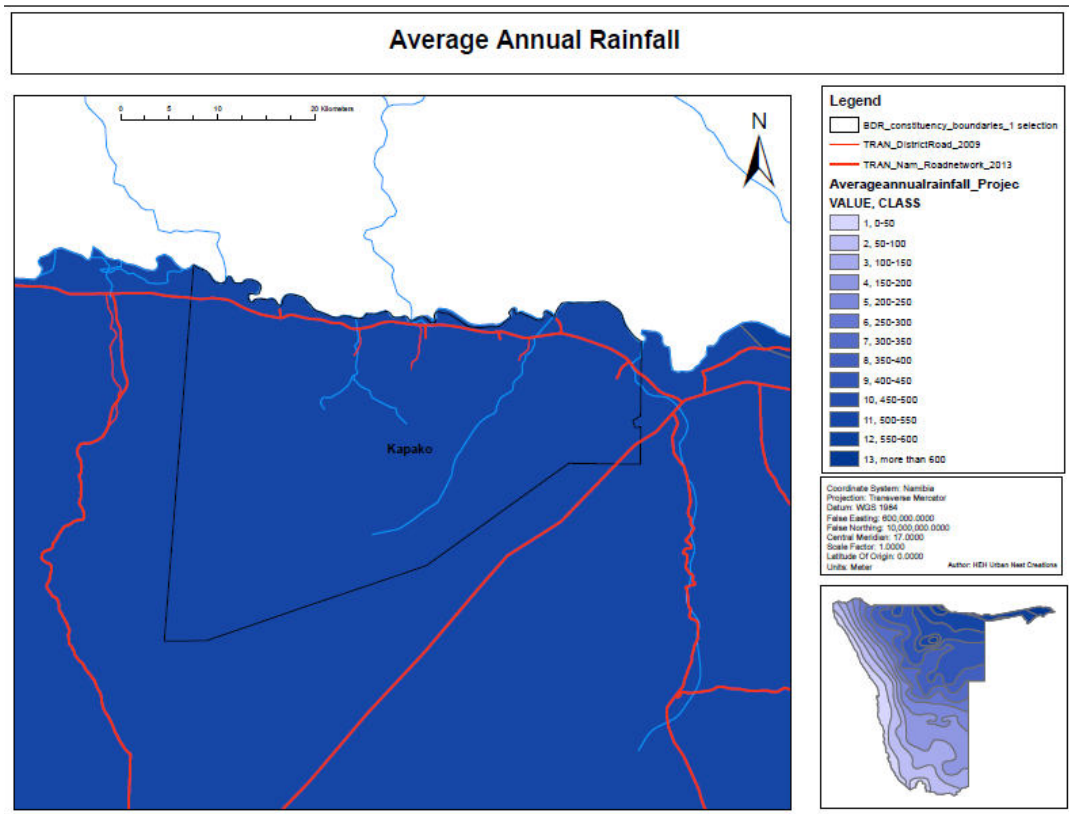 Average Annual Rainfall
0 5 10 20 Kilometers
N
Kapako
Legend
BDR_constituency_boundaries_1 selection
TRAN_DistrictRoad_2009
TRAN_Nam_Roadnetwork_2013
Averageannualrainfall_Projec
VALUE, CLASS
1, 0-50
2, 50-100
3, 100-150
4, 150-200
5, 200-250
6, 250-300
7, 300-350
8, 350-400
9, 400-450
10, 450-500
11, 500-550
12, 550-600
13, more than 600
Coordinate System: Namibia
Projection: Transverse Mercator
Datum: WGS 1984
False Easting: 600,000.0000
False Northing: 10,000,000.0000
Central Meridian: 17.0000
Scale Factor: 1.0000
Latitude Of Origin: 0.0000
Units: Meter
Author: HEH Urban Nest Creations